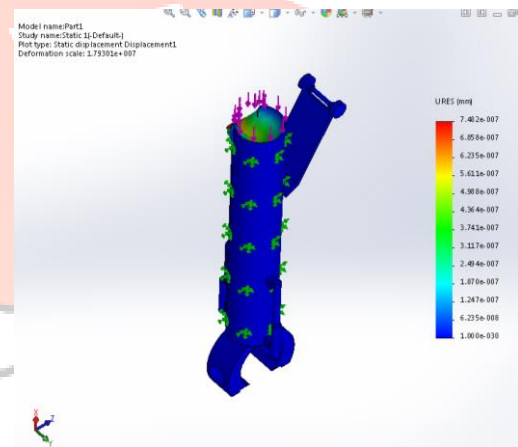 Model name:Part1
Study name:Static 1(-Default-)
Plot type: Static displacement Displacement1
Deformation scale: 1.79301e+007
URES (mm)
7.482e-007
6.858e-007
6.235e-007
5.611e-007
4.988e-007
4.364e-007
3.741e-007
3.117e-007
2.494e-007
1.870e-007
1.247e-007
6.235e-008
1.000e-030
X
Z
Y